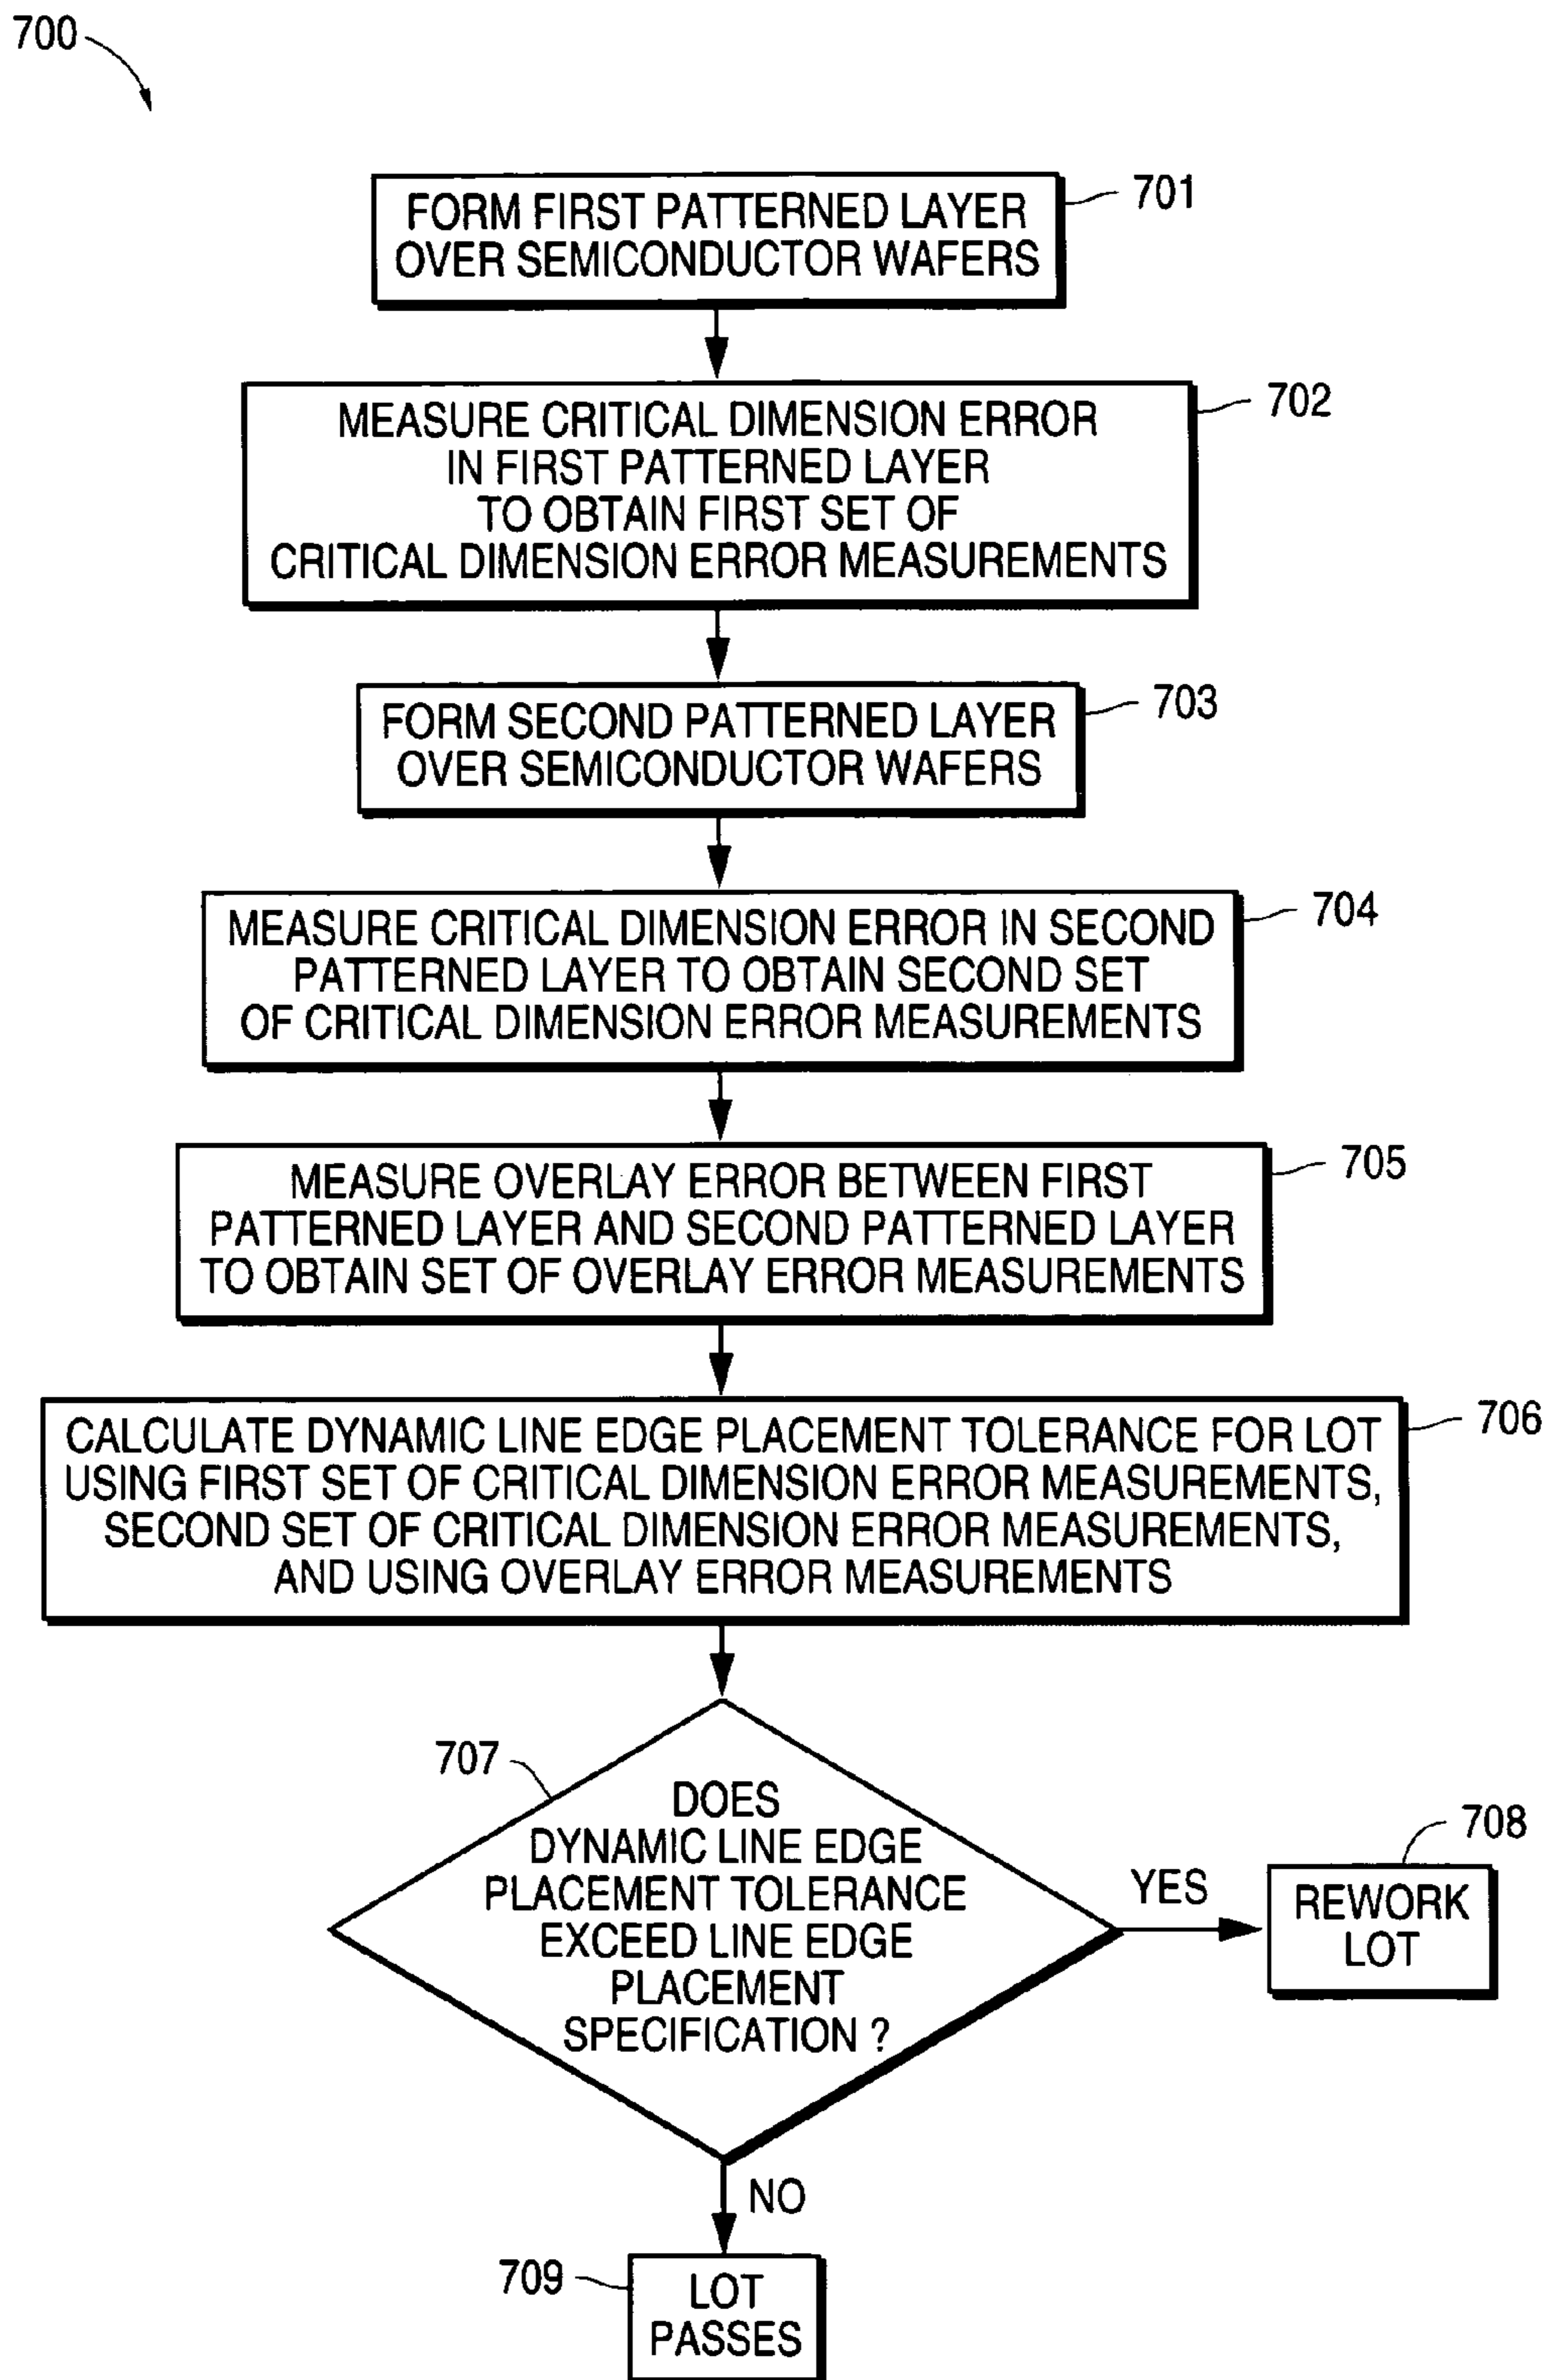 700
FORM FIRST PATTERNED LAYER
OVER SEMICONDUCTOR WAFERS
701
MEASURE CRITICAL DIMENSION ERROR
IN FIRST PATTERNED LAYER
TO OBTAIN FIRST SET OF
CRITICAL DIMENSION ERROR MEASUREMENTS
702
FORM SECOND PATTERNED LAYER
OVER SEMICONDUCTOR WAFERS
703
MEASURE CRITICAL DIMENSION ERROR IN SECOND
PATTERNED LAYER TO OBTAIN SECOND SET
OF CRITICAL DIMENSION ERROR MEASUREMENTS
704
MEASURE OVERLAY ERROR BETWEEN FIRST
PATTERNED LAYER AND SECOND PATTERNED LAYER
TO OBTAIN SET OF OVERLAY ERROR MEASUREMENTS
705
CALCULATE DYNAMIC LINE EDGE PLACEMENT TOLERANCE FOR LOT
USING FIRST SET OF CRITICAL DIMENSION ERROR MEASUREMENTS,
SECOND SET OF CRITICAL DIMENSION ERROR MEASUREMENTS,
AND USING OVERLAY ERROR MEASUREMENTS
706
707
DOES
DYNAMIC LINE EDGE
PLACEMENT TOLERANCE
EXCEED LINE EDGE
PLACEMENT
SPECIFICATION ?
YES
708
REWORK
LOT
NO
709
LOT
PASSES